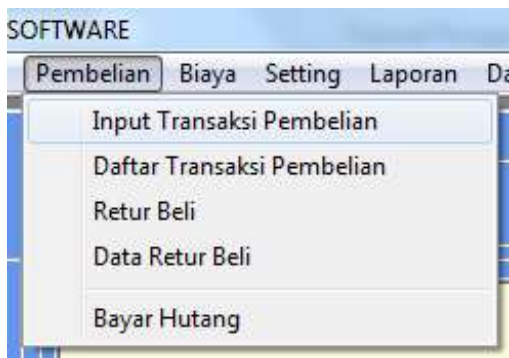 SOFTWARE
Pembelian Biaya Setting Laporan
Input Transaksi Pembelian
Daftar Transaksi Pembelian
Retur Beli
Data Retur Beli
Bayar Hutang